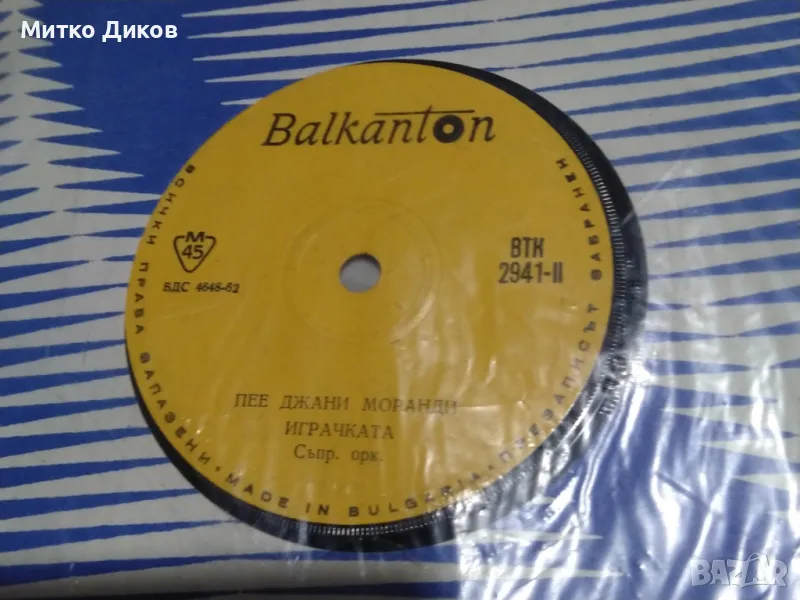 Митко Диков
Balkanton
М
45
БДС 4648-62
ВТК
2941-II
ПЕЕ ДЖАНИ МОРАНДИ
ИГРАЧКАТА
Съпр. орк.
ВСИЧКИ ПРАВА ЗАПАЗЕНИ • MADE IN BULGARIA • ПРЕЗАПИСЪТ ЗАБРАНЕН
BAZAR